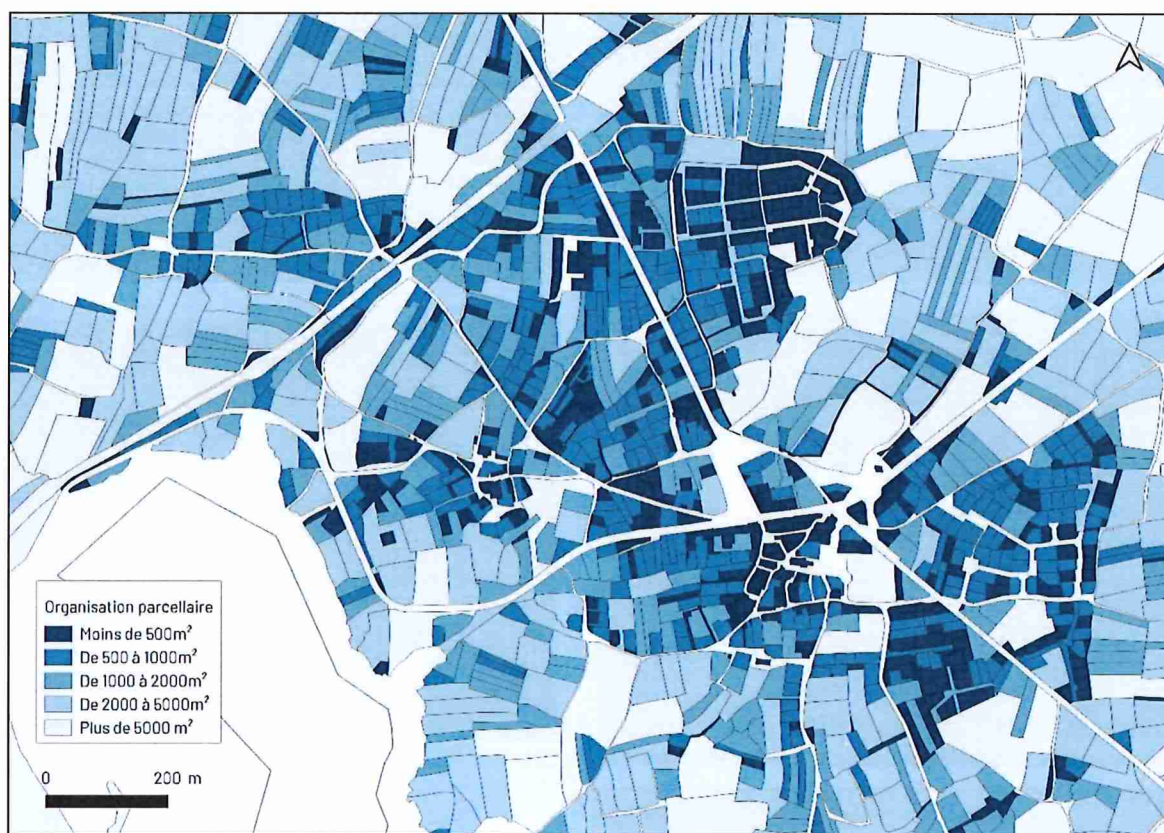 Organisation parcellaire
Moins de 500m²
De 500 à 1000m²
De 1000 à 2000m²
De 2000 à 5000m²
Plus de 5000 m²
0 200 m